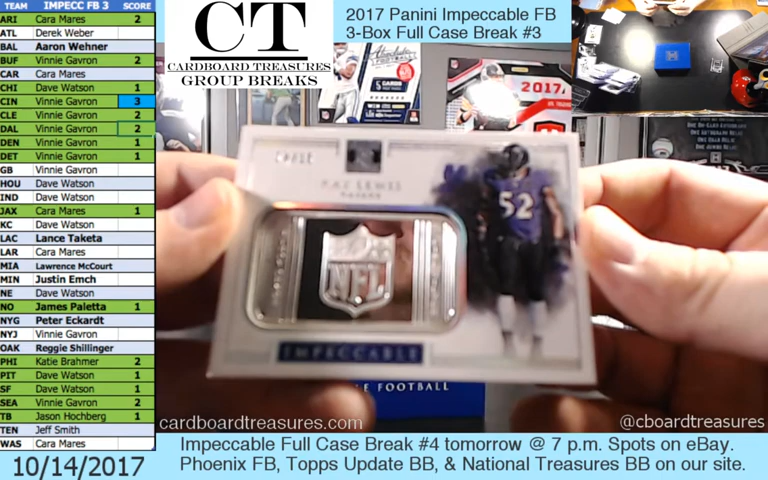 TEAM IMPECC FB 3 SCORE
ARI Cara Mares 2
ATL Derek Weber
BAL Aaron Wehner
BUF Vinnie Gavron 2
CAR Cara Mares
CHI Dave Watson 1
CIN Vinnie Gavron 3
CLE Vinnie Gavron 2
DAL Vinnie Gavron 2
DEN Vinnie Gavron 1
DET Vinnie Gavron 1
GB Vinnie Gavron
HOU Dave Watson
IND Dave Watson
JAX Cara Mares 1
KC Dave Watson
LAC Lance Taketa
LAR Cara Mares
MIA Lawrence McCourt
MIN Justin Emch
NE Dave Watson
NO James Paletta 1
NYG Peter Eckardt
NYJ Vinnie Gavron
OAK Reggie Shillinger
PHI Katie Brahmer 2
PIT Dave Watson 1
SF Dave Watson 1
SEA Vinnie Gavron 2
TB Jason Hochberg 1
TEN Jeff Smith
WAS Cara Mares
10/14/2017
CT
CARDBOARD TREASURES
GROUP BREAKS
2017 Panini Impeccable FB
3-Box Full Case Break #3
Absolute
2017
RAY LEWIS
52
NFL
IMPECCABLE
FOOTBALL
cardboardtreasures.com
@cboardtreasures
Impeccable Full Case Break #4 tomorrow @ 7 p.m. Spots on eBay.
Phoenix FB, Topps Update BB, & National Treasures BB on our site.